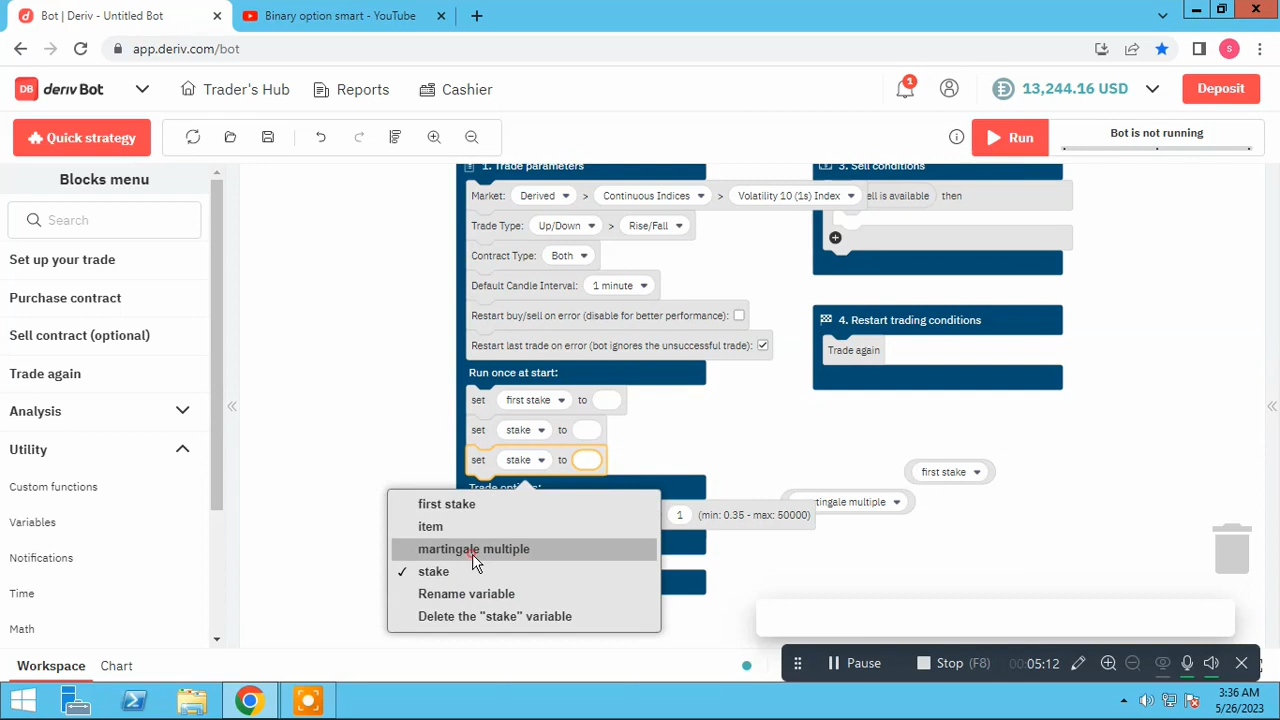 Bot | Deriv - Untitled Bot
Binary option smart - YouTube
app.deriv.com/bot
S
DB
deriv Bot
Trader's Hub
Reports
Cashier
1
13,244.16 USD
Deposit
Quick strategy
Run
Bot is not running
Blocks menu
Search
Set up your trade
Purchase contract
Sell contract (optional)
Trade again
Analysis
Utility
Custom functions
Variables
Notifications
Time
Math
1. Trade parameters
Market: Derived > Continuous Indices > Volatility 10 (1s) Index
Trade Type: Up/Down > Rise/Fall
Contract Type: Both
Default Candle Interval: 1 minute
Restart buy/sell on error (disable for better performance):
Restart last trade on error (bot ignores the unsuccessful trade):
Run once at start:
set first stake to
set stake to
set stake to
Trade options:
1 (min: 0.35 - max: 50000)
first stake
item
martingale multiple
stake
Rename variable
Delete the "stake" variable
3. Sell conditions
ell is available then
4. Restart trading conditions
Trade again
first stake
tingale multiple
Workspace
Chart
Pause
Stop (F8)
00:05:12
3:36 AM
5/26/2023